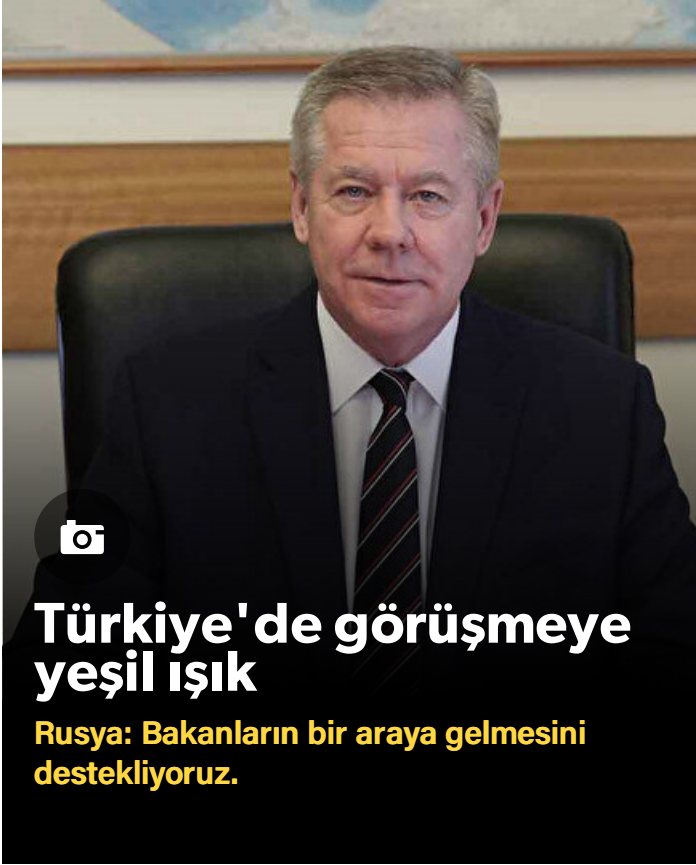 Türkiye'de görüşmeye
yeşil ışık
Rusya: Bakanların bir araya gelmesini
destekliyoruz.